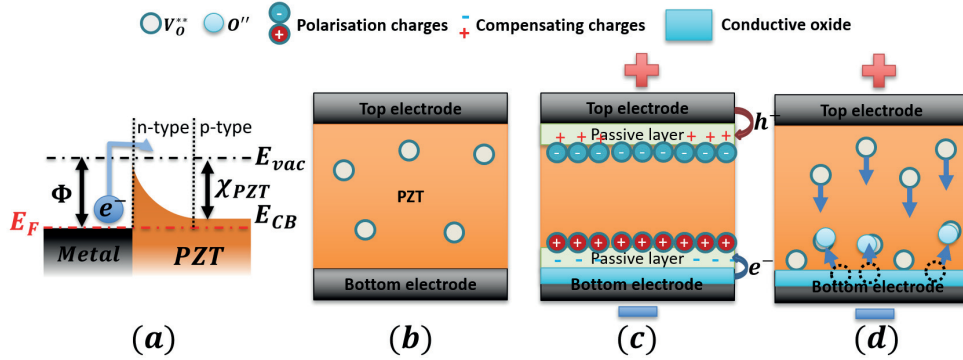 V_O^{**} O'' Polarisation charges Compensating charges Conductive oxide
n-type p-type
E_vac
Φ
χ_PZT
e⁻
E_CB
E_F
Metal PZT
(a)
Top electrode
PZT
Bottom electrode
(b)
Top electrode
h⁻
Passive layer
Passive layer
e⁻
Bottom electrode
(c)
Top electrode
Bottom electrode
(d)